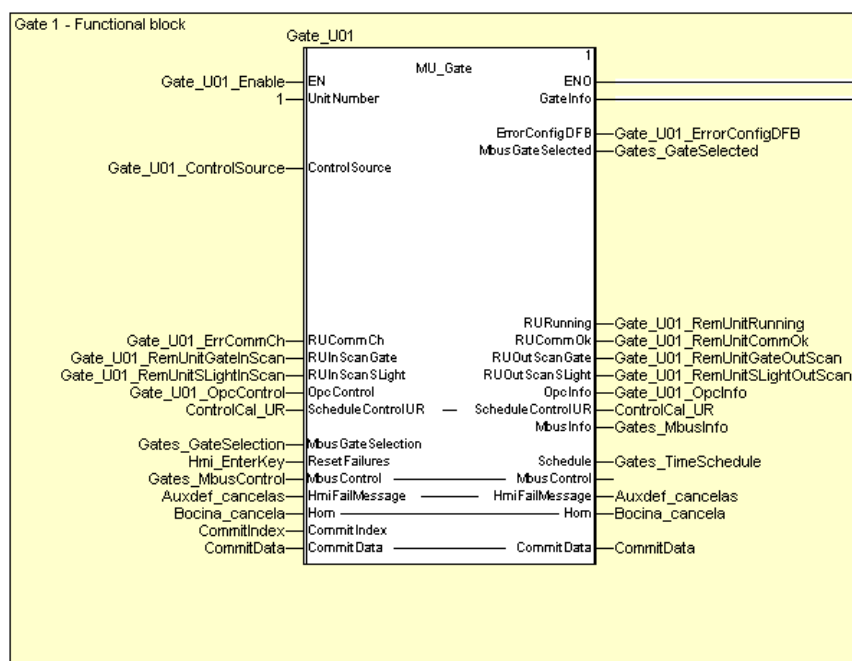 Gate 1 - Functional block
Gate_U01
1
MU_Gate
Gate_U01_Enable EN ENO
1 UnitNumber GateInfo
ErrorConfigDFB Gate_U01_ErrorConfigDFB
MbusGateSelected Gates_GateSelected
Gate_U01_ControlSource ControlSource
RURunning Gate_U01_RemUnitRunning
Gate_U01_ErrCommCh RUCommCh RUCommOk Gate_U01_RemUnitCommOk
Gate_U01_RemUnitGateInScan RUInScanGate RUOutScanGate Gate_U01_RemUnitGateOutScan
Gate_U01_RemUnitSLightInScan RUInScanSLight RUOutScanSLight Gate_U01_RemUnitSLightOutScan
Gate_U01_OpcControl OpcControl OpcInfo Gate_U01_OpcInfo
ControlCal_UR ScheduleControlUR ScheduleControlUR ControlCal_UR
MbusInfo Gates_MbusInfo
Gates_GateSelection MbusGateSelection
Hmi_EnterKey ResetFailures Schedule Gates_TimeSchedule
Gates_MbusControl MbusControl MbusControl
Auxdef_cancelas HmiFailMessage HmiFailMessage Auxdef_cancelas
Bocina_cancela Horn Horn Bocina_cancela
CommitIndex CommitIndex
CommitData CommitData CommitData CommitData